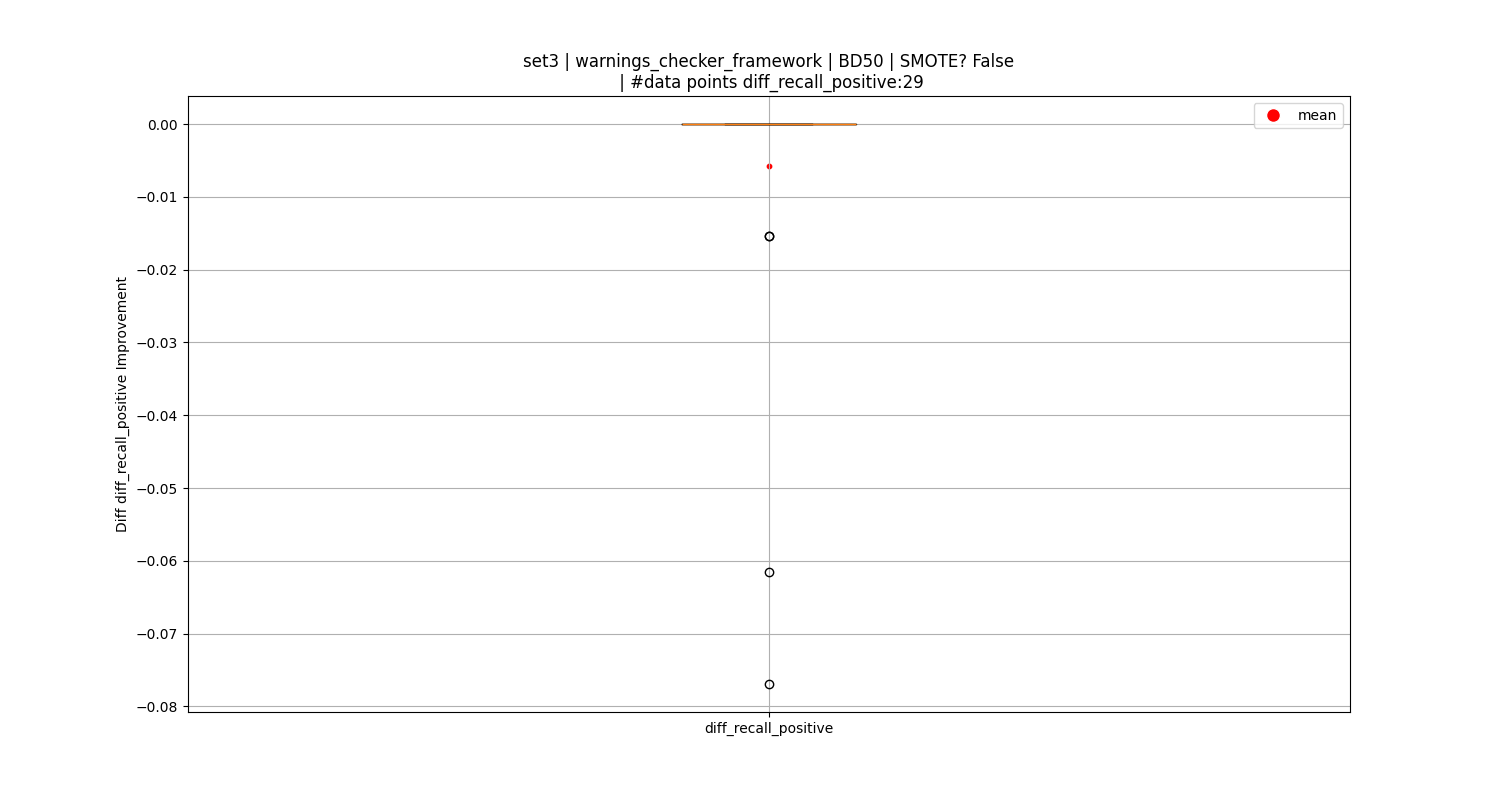 set3 | warnings_checker_framework | BD50 | SMOTE? False
| #data points diff_recall_positive:29
mean
0.00
−0.01
−0.02
−0.03
−0.04
−0.05
−0.06
−0.07
−0.08
Diff diff_recall_positive Improvement
diff_recall_positive